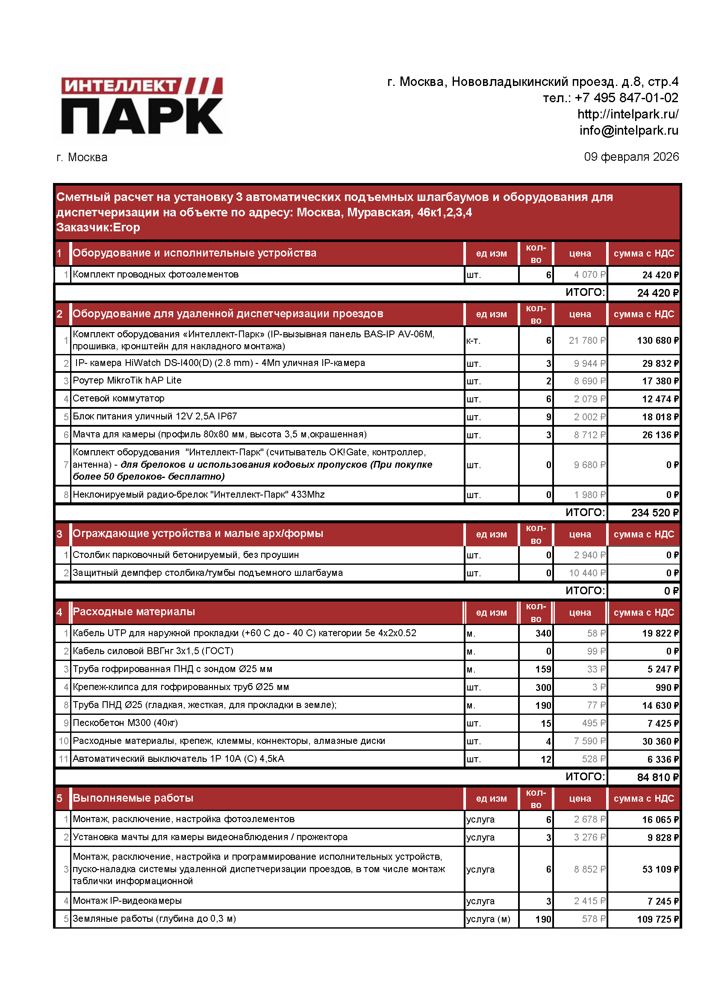 ИНТЕЛЛЕКТ
ПАРК
г. Москва, Нововладыкинский проезд. д.8, стр.4
тел.: +7 495 847-01-02
http://intelpark.ru/
info@intelpark.ru
г. Москва
09 февраля 2026
Сметный расчет на установку 3 автоматических подъемных шлагбаумов и оборудования для
диспетчеризации на объекте по адресу: Москва, Муравская, 46к1,2,3,4
Заказчик:Егор
1 Оборудование и исполнительные устройства ед изм кол-во цена сумма с НДС
1 Комплект проводных фотоэлементов шт. 6 4 070 ₽ 24 420 ₽
ИТОГО: 24 420 ₽
2 Оборудование для удаленной диспетчеризации проездов ед изм кол-во цена сумма с НДС
1 Комплект оборудования «Интеллект-Парк» (IP-вызывная панель BAS-IP AV-06M,
прошивка, кронштейн для накладного монтажа) к-т. 6 21 780 ₽ 130 680 ₽
2 IP- камера HiWatch DS-I400(D) (2.8 mm) - 4Мп уличная IP-камера шт. 3 9 944 ₽ 29 832 ₽
3 Роутер MikroTik hAP Lite шт. 2 8 690 ₽ 17 380 ₽
4 Сетевой коммутатор шт. 6 2 079 ₽ 12 474 ₽
5 Блок питания уличный 12V 2,5A IP67 шт. 9 2 002 ₽ 18 018 ₽
6 Мачта для камеры (профиль 80x80 мм, высота 3,5 м,окрашенная) шт. 3 8 712 ₽ 26 136 ₽
7 Комплект оборудования "Интеллект-Парк" (считыватель OK!Gate, контроллер,
антенна) - для брелоков и использования кодовых пропусков (При покупке
более 50 брелоков- бесплатно) шт. 0 9 680 ₽ 0 ₽
8 Неклонируемый радио-брелок "Интеллект-Парк" 433Mhz шт. 0 1 980 ₽ 0 ₽
ИТОГО: 234 520 ₽
3 Ограждающие устройства и малые арх/формы ед изм кол-во цена сумма с НДС
1 Столбик парковочный бетонируемый, без проушин шт. 0 2 940 ₽ 0 ₽
2 Защитный демпфер столбика/тумбы подъемного шлагбаума шт. 0 10 440 ₽ 0 ₽
ИТОГО: 0 ₽
4 Расходные материалы ед изм кол-во цена сумма с НДС
1 Кабель UTP для наружной прокладки (+60 С до - 40 С) категории 5е 4х2х0.52 м. 340 58 ₽ 19 822 ₽
2 Кабель силовой ВВГнг 3х1,5 (ГОСТ) м. 0 99 ₽ 0 ₽
3 Труба гофрированная ПНД с зондом Ø25 мм м. 159 33 ₽ 5 247 ₽
4 Крепеж-клипса для гофрированных труб Ø25 мм шт. 300 3 ₽ 990 ₽
8 Труба ПНД Ø25 (гладкая, жесткая, для прокладки в земле); м. 190 77 ₽ 14 630 ₽
9 Пескобетон М300 (40кг) шт. 15 495 ₽ 7 425 ₽
10 Расходные материалы, крепеж, клеммы, коннекторы, алмазные диски шт. 4 7 590 ₽ 30 360 ₽
11 Автоматический выключатель 1P 10A (C) 4,5kA шт. 12 528 ₽ 6 336 ₽
ИТОГО: 84 810 ₽
5 Выполняемые работы ед изм кол-во цена сумма с НДС
1 Монтаж, расключение, настройка фотоэлементов услуга 6 2 678 ₽ 16 065 ₽
2 Установка мачты для камеры видеонаблюдения / прожектора услуга 3 3 276 ₽ 9 828 ₽
3 Монтаж, расключение, настройка и программирование исполнительных устройств,
пуско-наладка системы удаленной диспетчеризации проездов, в том числе монтаж
таблички информационной услуга 6 8 852 ₽ 53 109 ₽
4 Монтаж IP-видеокамеры услуга 3 2 415 ₽ 7 245 ₽
5 Земляные работы (глубина до 0,3 м) услуга (м) 190 578 ₽ 109 725 ₽